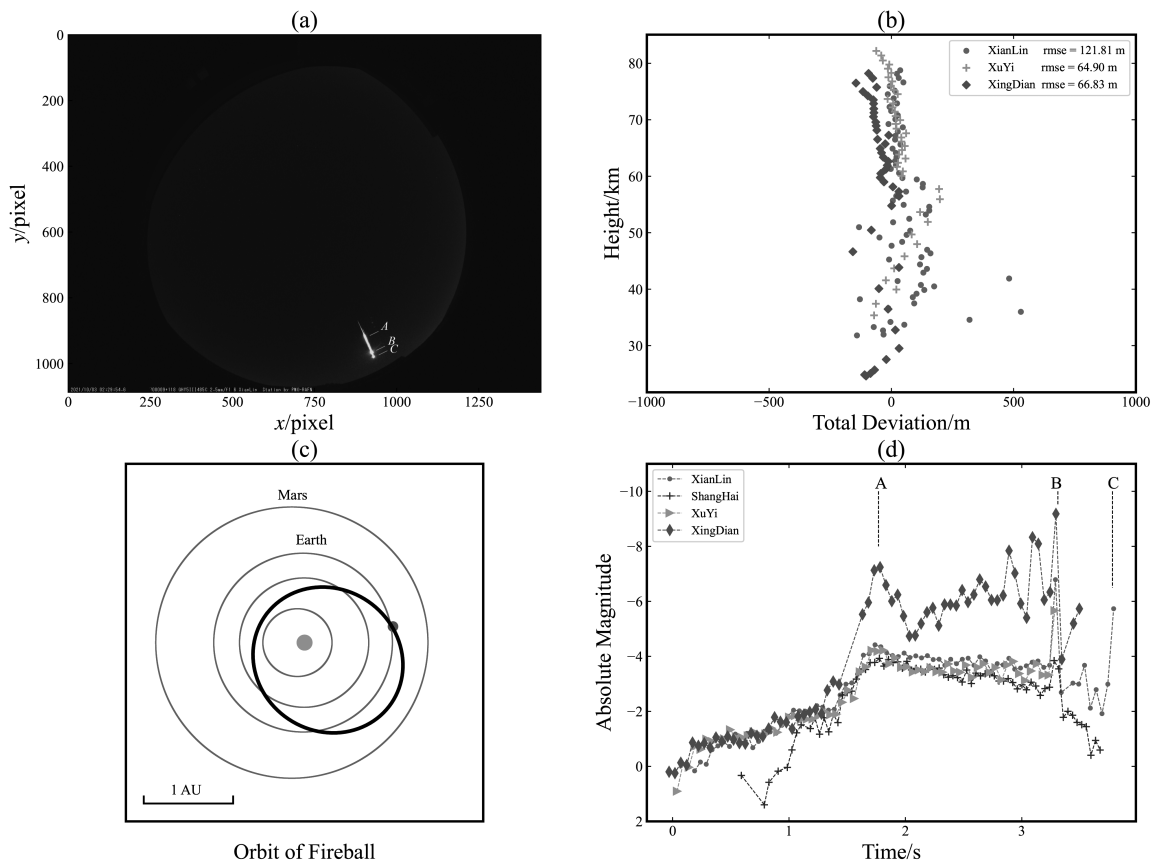 (a)
0
200
400
600
800
1000
y/pixel
A
B
C
0
250
500
750
1000
1250
x/pixel
(b)
80
70
60
50
40
30
Height/km
XianLin rmse = 121.81 m
XuYi rmse = 64.90 m
XingDian rmse = 66.83 m
−1000
−500
0
500
1000
Total Deviation/m
(c)
Mars
Earth
1 AU
Orbit of Fireball
(d)
−10
−8
−6
−4
−2
0
2
Absolute Magnitude
XianLin
ShangHai
XuYi
XingDian
A
B
C
0
1
2
3
Time/s